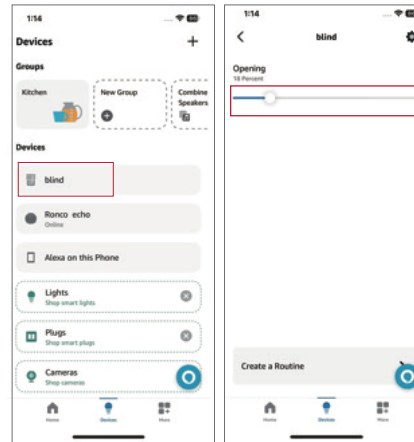 1:14
Devices
Groups
Kitchen
New Group
Combine
Speakers
Devices
blind
Ronco echo
Online
Alexa on this Phone
Lights
Shop smart lights
Plugs
Shop smart plugs
Cameras
Shop cameras
Home
Devices
More
1:14
blind
Opening
18 Percent
Create a Routine
Home
Devices
More